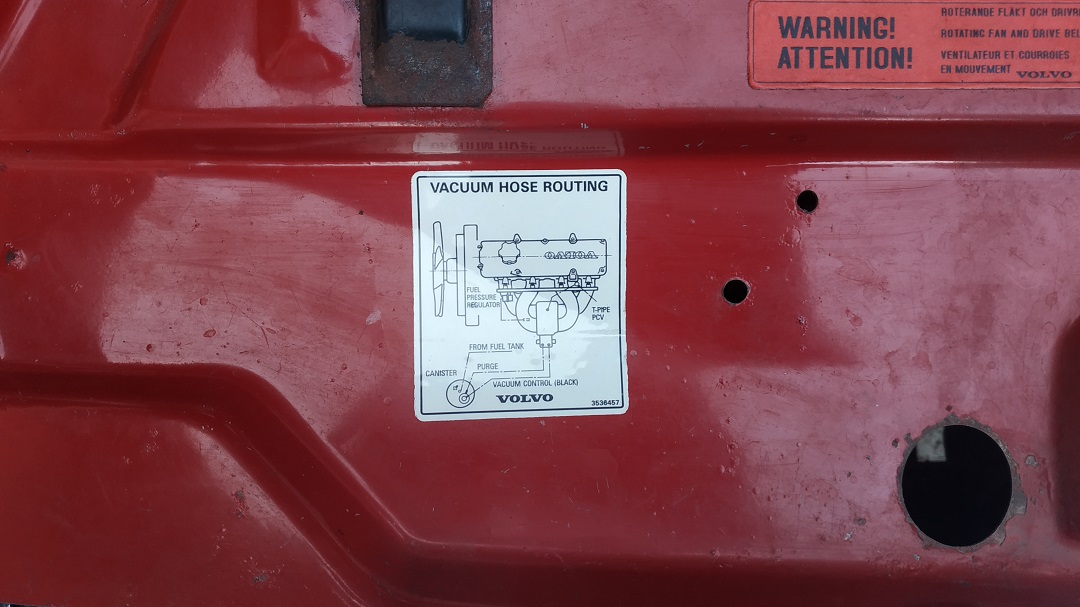 WARNING!
ATTENTION!
ROTERANDE FLÄKT OCH DRIVR
ROTATING FAN AND DRIVE BEL
VENTILATEUR ET COURROIES
EN MOUVEMENT VOLVO
VACUUM HOSE ROUTING
VOLVO
FUEL
PRESSURE
REGULATOR
T-PIPE
PCV
FROM FUEL TANK
PURGE
CANISTER
VACUUM CONTROL (BLACK)
VOLVO
3536457